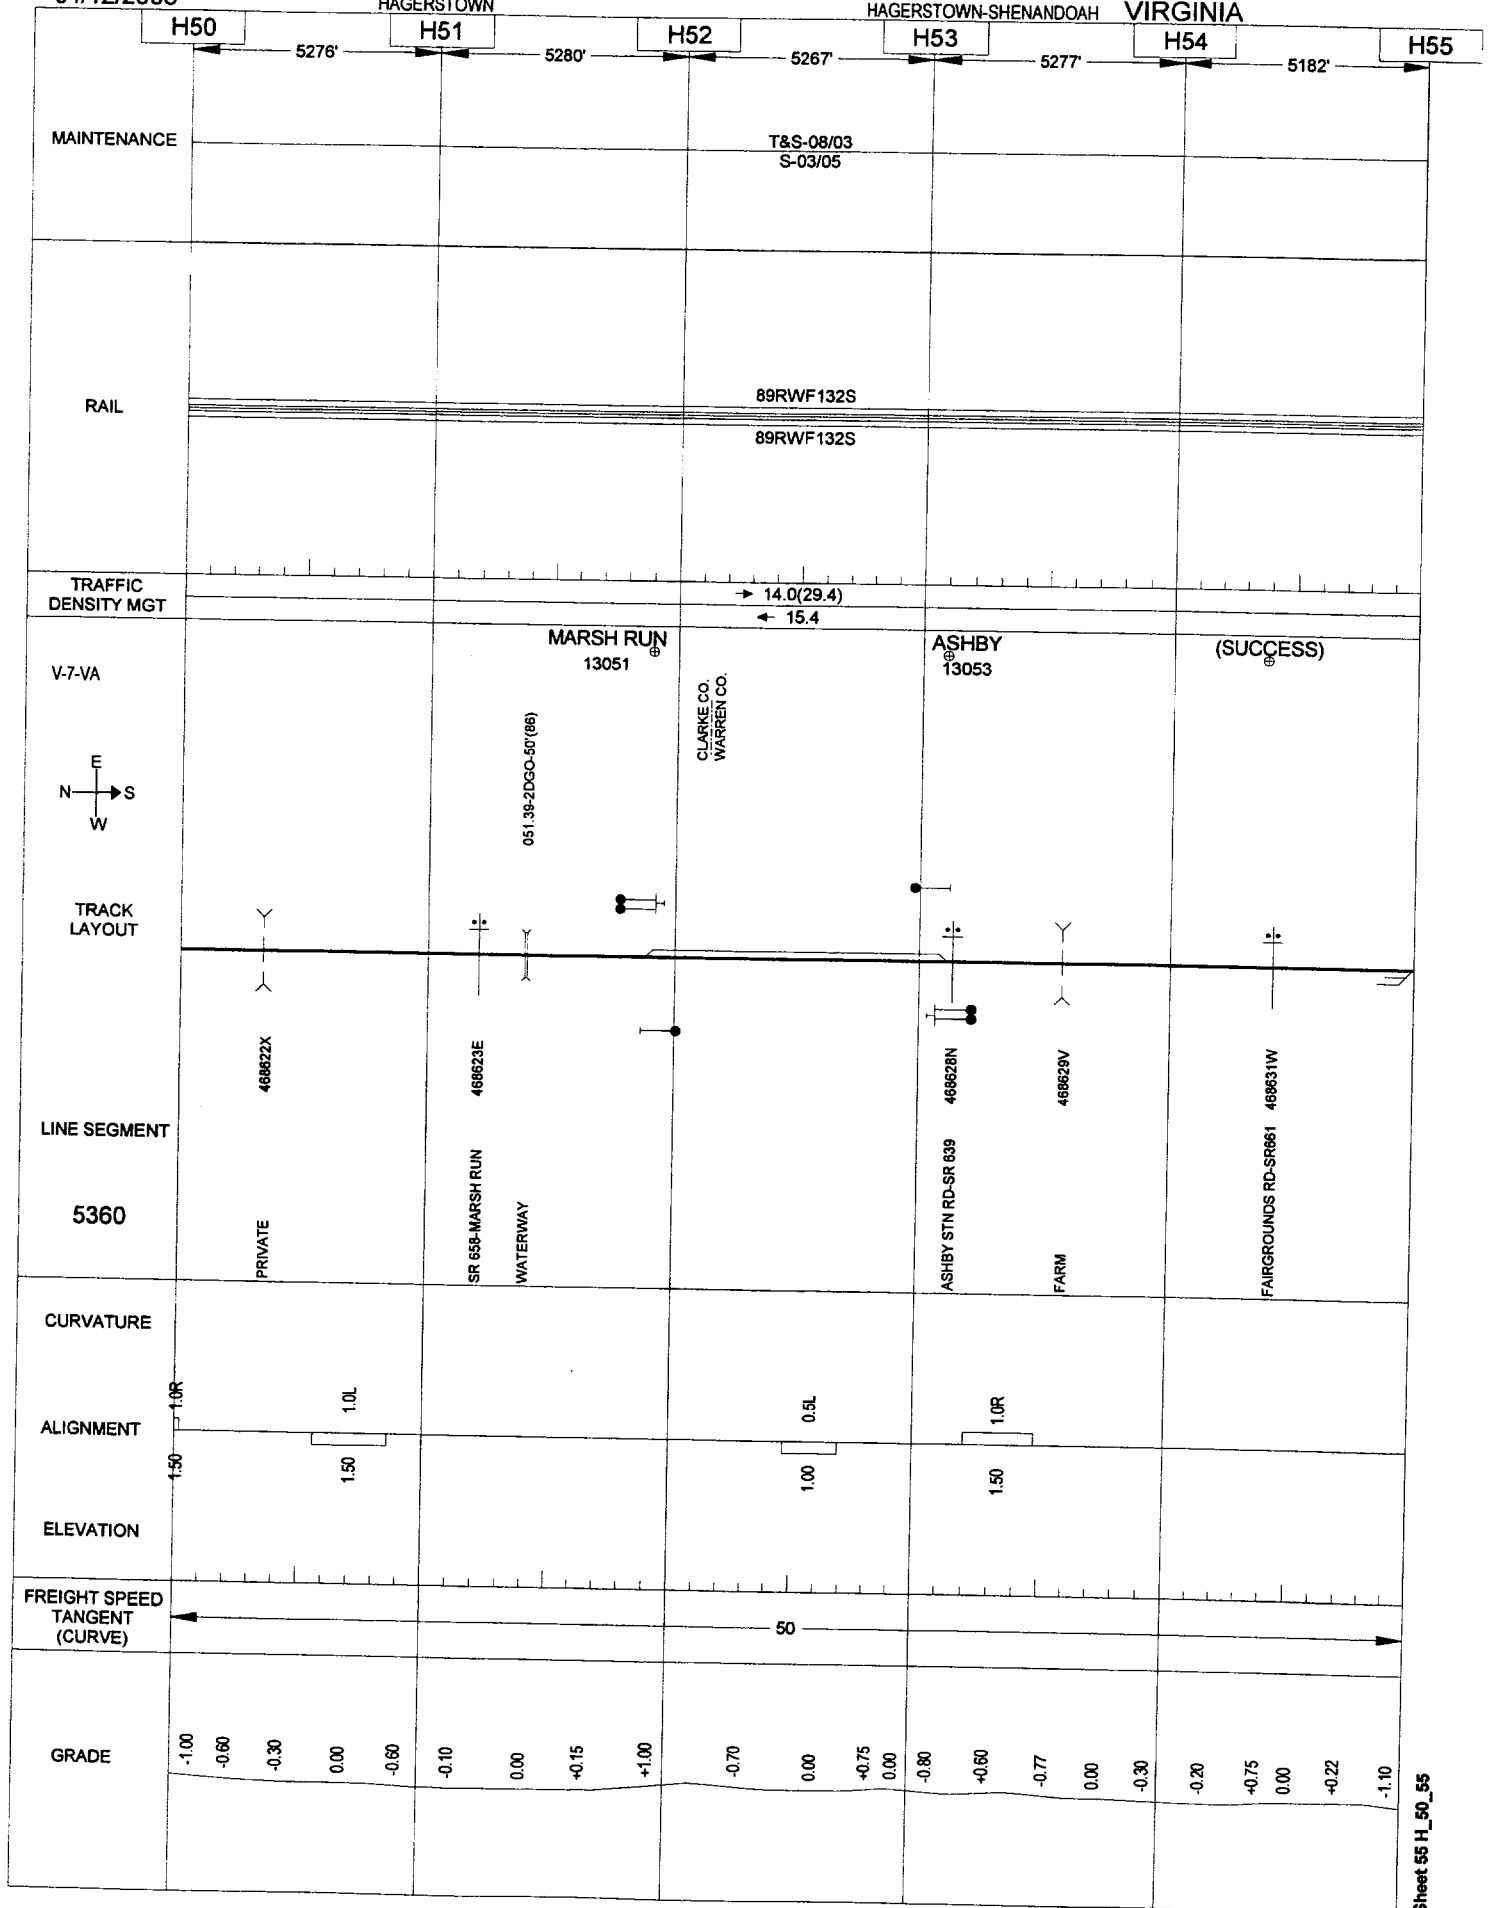 HAGERSTOWN
HAGERSTOWN-SHENANDOAH VIRGINIA
H50 H51 H52 H53 H54 H55
5276' 5280' 5267' 5277' 5182'
MAINTENANCE
T&S-08/03
S-03/05
RAIL
89RWF132S
89RWF132S
TRAFFIC
DENSITY MGT
→ 14.0(29.4)
← 15.4
MARSH RUN
13051
ASHBY
13053
(SUCCESS)
V-7-VA
CLARKE CO.
WARREN CO.
051.39-2DGO-50'(86)
E
N S
W
TRACK
LAYOUT
468622X
468623E
468628N
468629V
468631W
LINE SEGMENT
5360
PRIVATE
SR 658-MARSH RUN
WATERWAY
ASHBY STN RD-SR 639
FARM
FAIRGROUNDS RD-SR661
CURVATURE
1.0R 1.0L 0.5L 1.0R
ALIGNMENT
1.50 1.50 1.00 1.50
ELEVATION
FREIGHT SPEED
TANGENT
(CURVE)
50
GRADE
-1.00 -0.60 -0.30 0.00 -0.60 -0.10 0.00 +0.15 +1.00 -0.70 0.00 +0.75 0.00 -0.80 +0.60 -0.77 0.00 -0.30 -0.20 +0.75 0.00 +0.22 -1.10
Sheet 55 H_50_55